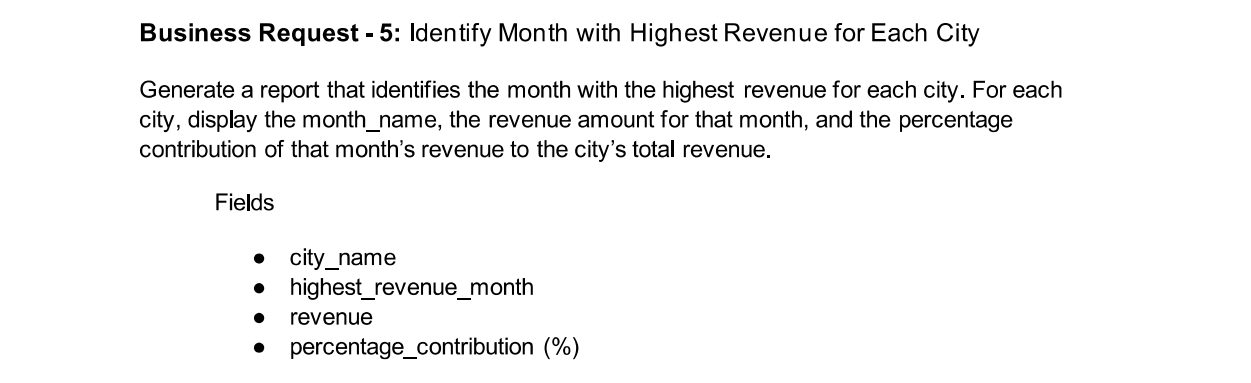 Business Request - 5: Identify Month with Highest Revenue for Each City
Generate a report that identifies the month with the highest revenue for each city. For each
city, display the month_name, the revenue amount for that month, and the percentage
contribution of that month's revenue to the city's total revenue.
Fields
● city_name
● highest_revenue_month
● revenue
● percentage_contribution (%)